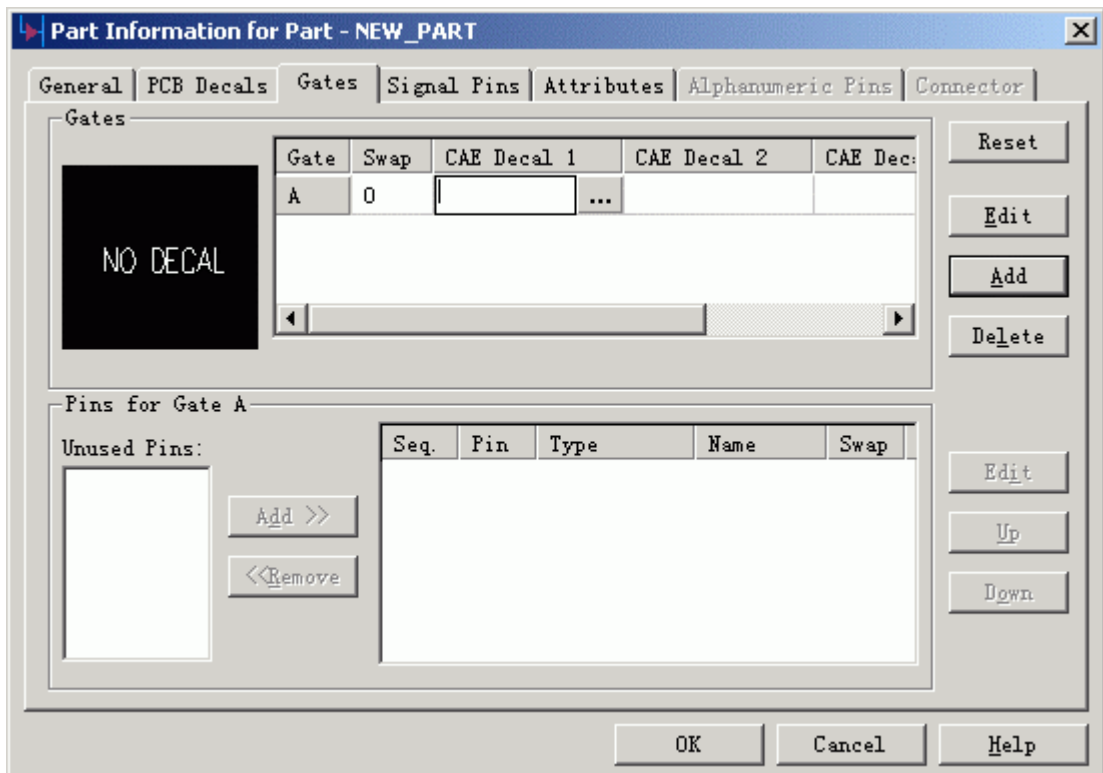 Part Information for Part - NEW_PART
General PCB Decals Gates Signal Pins Attributes Alphanumeric Pins Connector
Gates
Gate Swap CAE Decal 1 CAE Decal 2 CAE Dec
A 0 ...
NO DECAL
Reset
Edit
Add
Delete
Pins for Gate A
Unused Pins:
Seq. Pin Type Name Swap
Add >>
<<Remove
Edit
Up
Down
OK Cancel Help